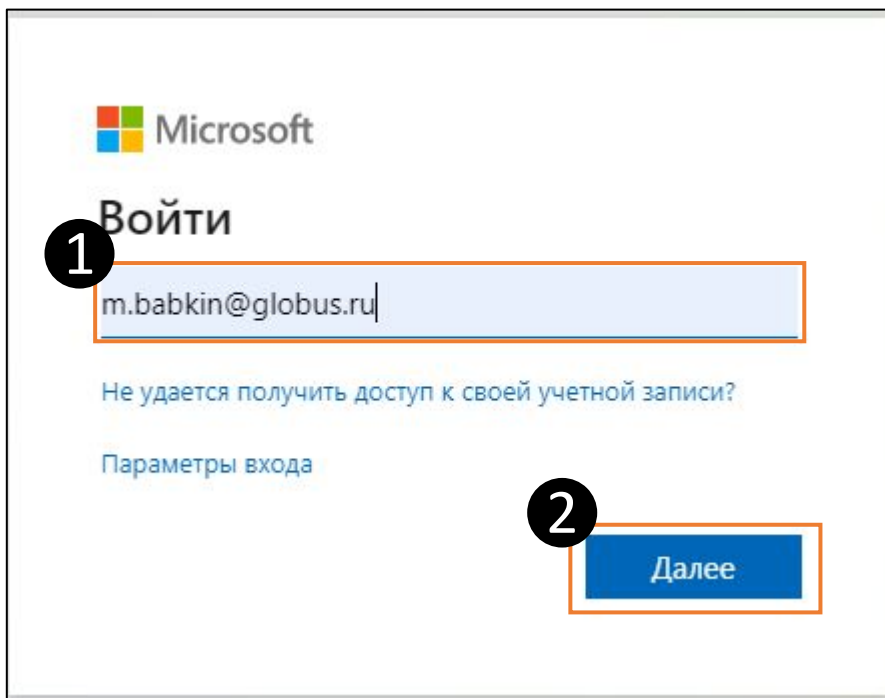 Microsoft
Войти
1
m.babkin@globus.ru
Не удается получить доступ к своей учетной записи?
Параметры входа
2
Далее